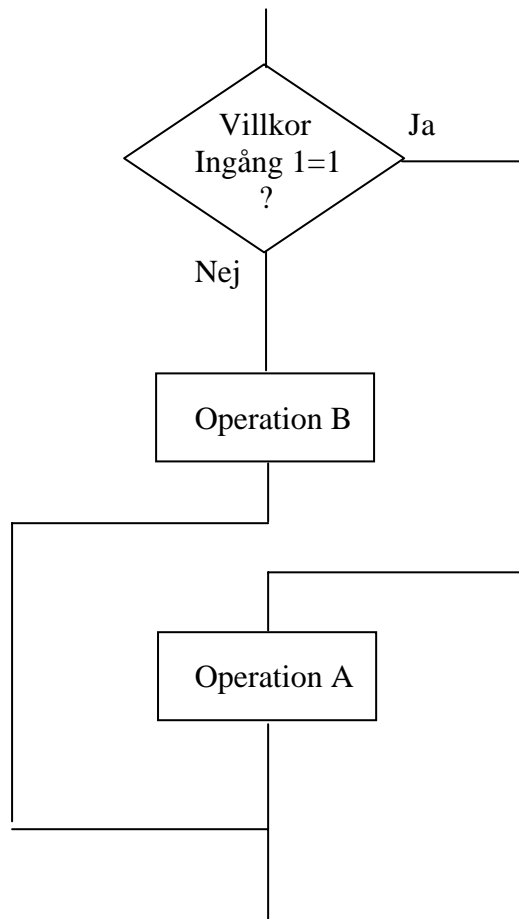 Villkor
Ingång 1=1
?
Ja
Nej
Operation B
Operation A